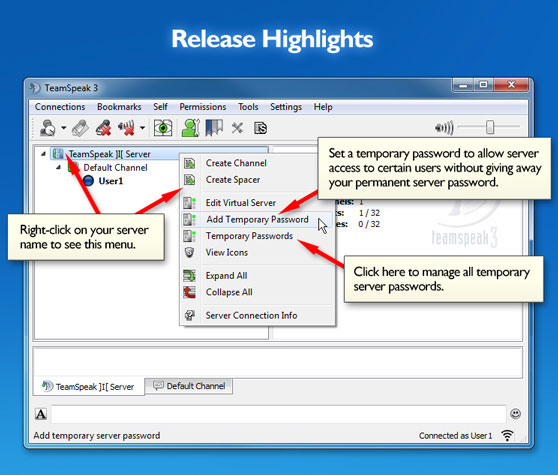 Release Highlights
TeamSpeak 3
Connections Bookmarks Self Permissions Tools Settings Help
TeamSpeak ]I[ Server
Default Channel
User1
Create Channel
Create Spacer
Edit Virtual Server
Add Temporary Password
Temporary Passwords
View Icons
Expand All
Collapse All
Server Connection Info
Set a temporary password to allow server
access to certain users without giving away
your permanent server password.
1
1 / 32
0 / 32
teamspeak3
Right-click on your server
name to see this menu.
Click here to manage all temporary
server passwords.
TeamSpeak ]I[ Server
Default Channel
A
Add temporary server password
Connected as User1